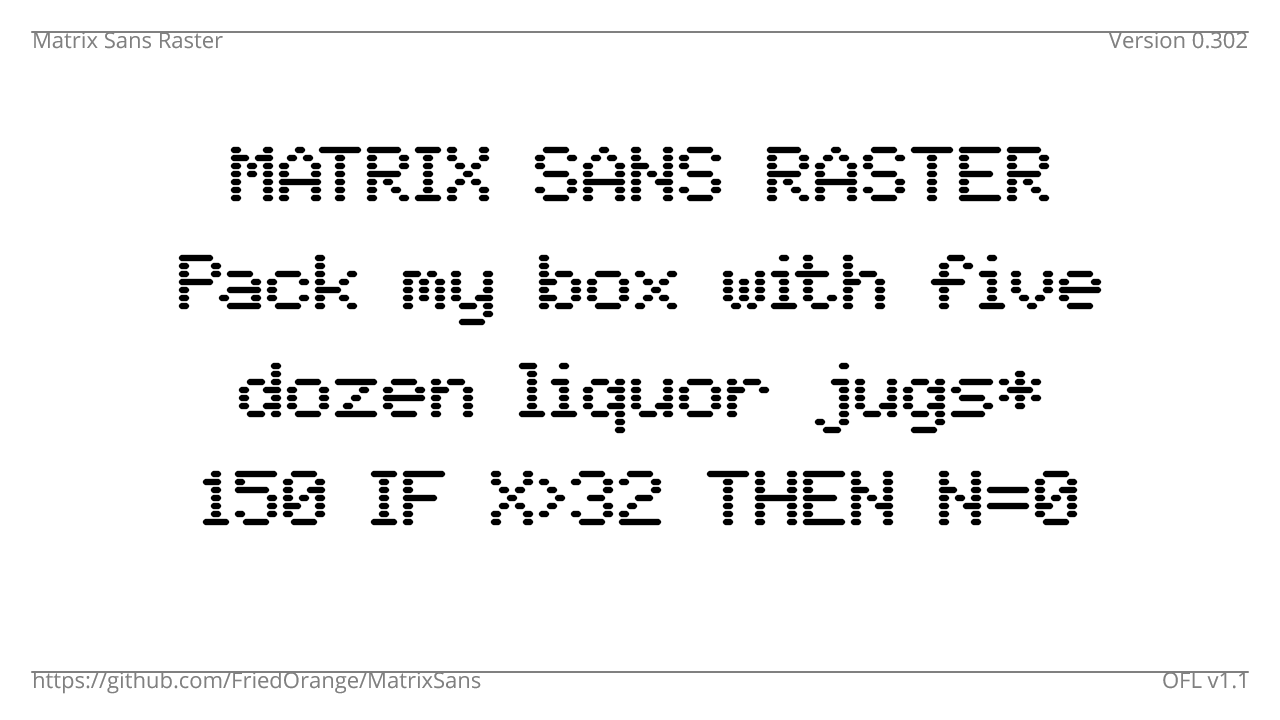 Matrix Sans Raster
Version 0.302
MATRIX SANS RASTER
Pack my box with five
dozen liquor jugs*
150 IF X>32 THEN N=0
https://github.com/FriedOrange/MatrixSans
OFL v1.1